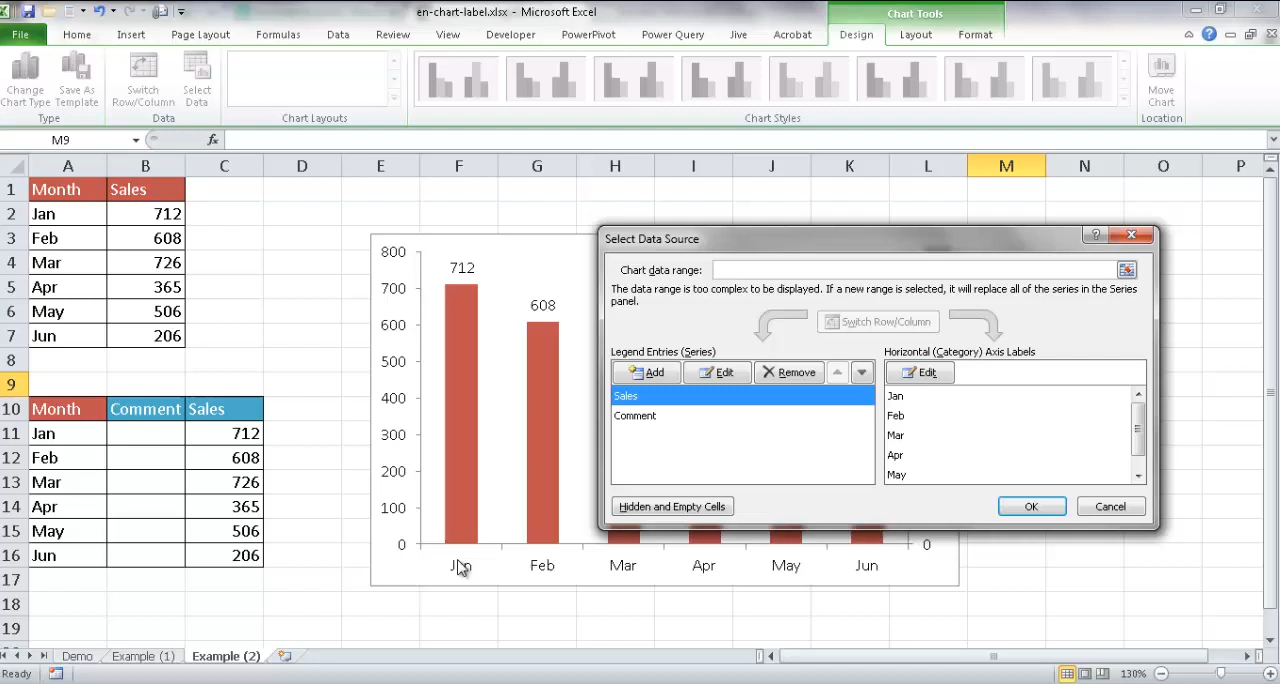 en-chart-label.xlsx - Microsoft Excel
Chart Tools
File Home Insert Page Layout Formulas Data Review View Developer PowerPivot Power Query Jive Acrobat Design Layout Format
Change Chart Type
Save As Template
Switch Row/Column
Select Data
Move Chart
Type Data Chart Layouts Chart Styles Location
M9 fx
A B C D E F G H I J K L M N O P
1 Month Sales
2 Jan 712
3 Feb 608
4 Mar 726
5 Apr 365
6 May 506
7 Jun 206
8
9
10 Month Comment Sales
11 Jan 712
12 Feb 608
13 Mar 726
14 Apr 365
15 May 506
16 Jun 206
17
18
19
800
700
600
500
400
300
200
100
0
712
608
0
Jan Feb Mar Apr May Jun
Select Data Source
Chart data range:
The data range is too complex to be displayed. If a new range is selected, it will replace all of the series in the Series
panel.
Switch Row/Column
Legend Entries (Series) Horizontal (Category) Axis Labels
Add Edit Remove Edit
Sales
Comment
Jan
Feb
Mar
Apr
May
Hidden and Empty Cells OK Cancel
Demo Example (1) Example (2)
Ready 130%